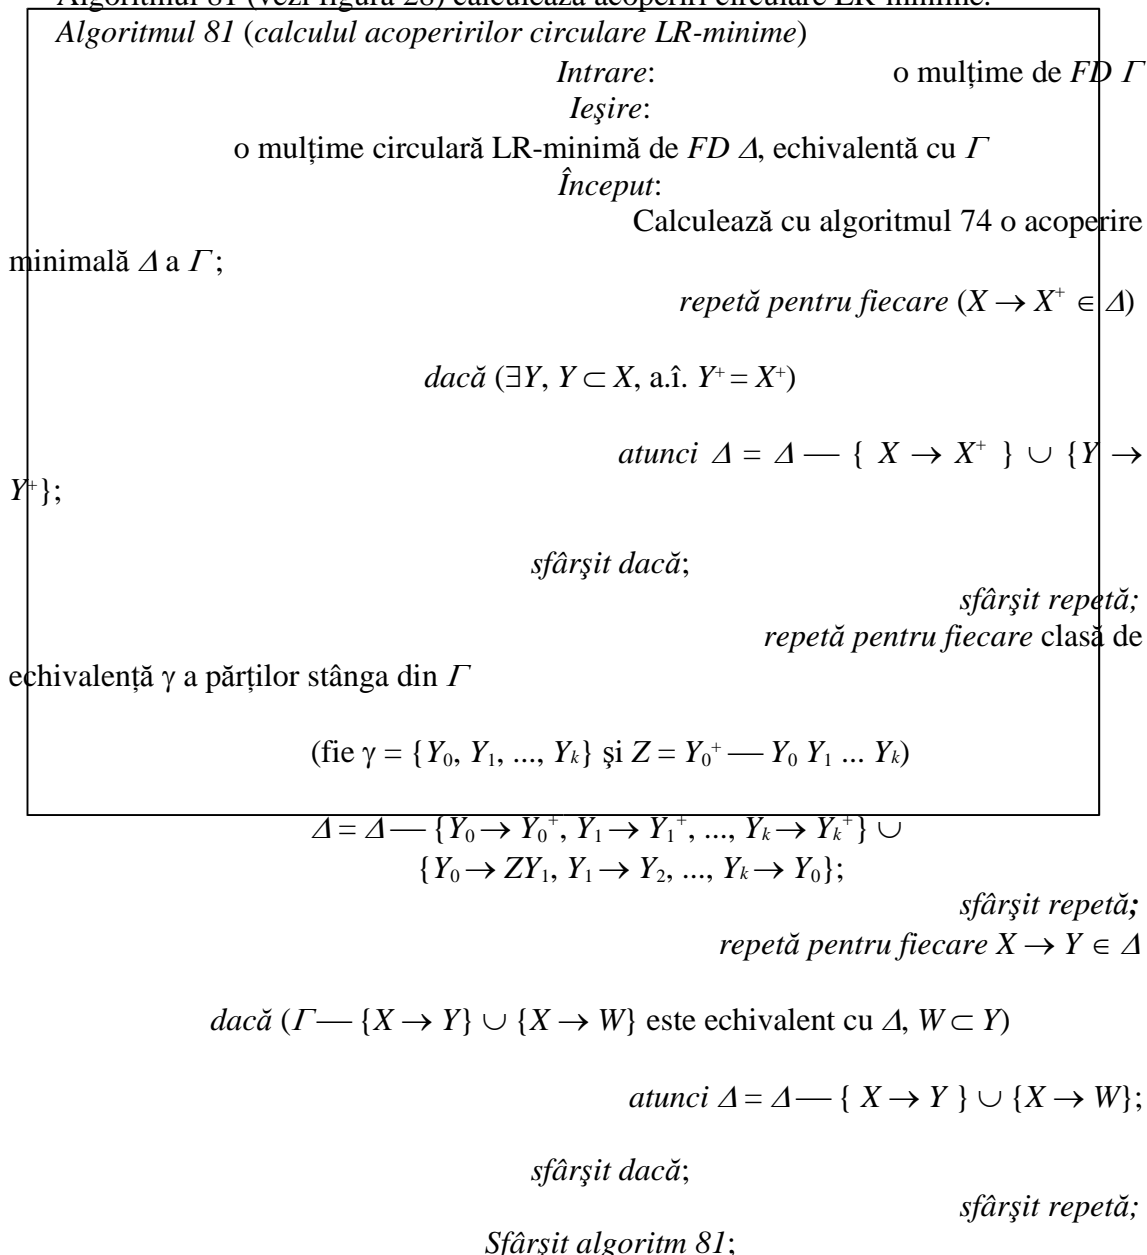 Algoritmul 81 (vezi figura 28) calculează acoperiri circulare LR-minime.
Algoritmul 81 (calculul acoperirilor circulare LR-minime)
Intrare: o mulțime de FD Γ
Ieşire:
o mulțime circulară LR-minimă de FD Δ, echivalentă cu Γ
Început:
Calculează cu algoritmul 74 o acoperire
minimală Δ a Γ;
repetă pentru fiecare (X → X⁺ ∈ Δ)
dacă (∃Y, Y ⊂ X, a.î. Y⁺ = X⁺)
atunci Δ = Δ — { X → X⁺ } ∪ {Y →
Y⁺};
sfârşit dacă;
sfârşit repetă;
repetă pentru fiecare clasă de
echivalență γ a părților stânga din Γ
(fie γ = {Y₀, Y₁, ..., Yₖ} şi Z = Y₀⁺ — Y₀ Y₁ ... Yₖ)
Δ = Δ — {Y₀ → Y₀⁺, Y₁ → Y₁⁺, ..., Yₖ → Yₖ⁺} ∪
{Y₀ → ZY₁, Y₁ → Y₂, ..., Yₖ → Y₀};
sfârşit repetă;
repetă pentru fiecare X → Y ∈ Δ
dacă (Γ — {X → Y} ∪ {X → W} este echivalent cu Δ, W ⊂ Y)
atunci Δ = Δ — { X → Y } ∪ {X → W};
sfârşit dacă;
sfârşit repetă;
Sfârşit algoritm 81;